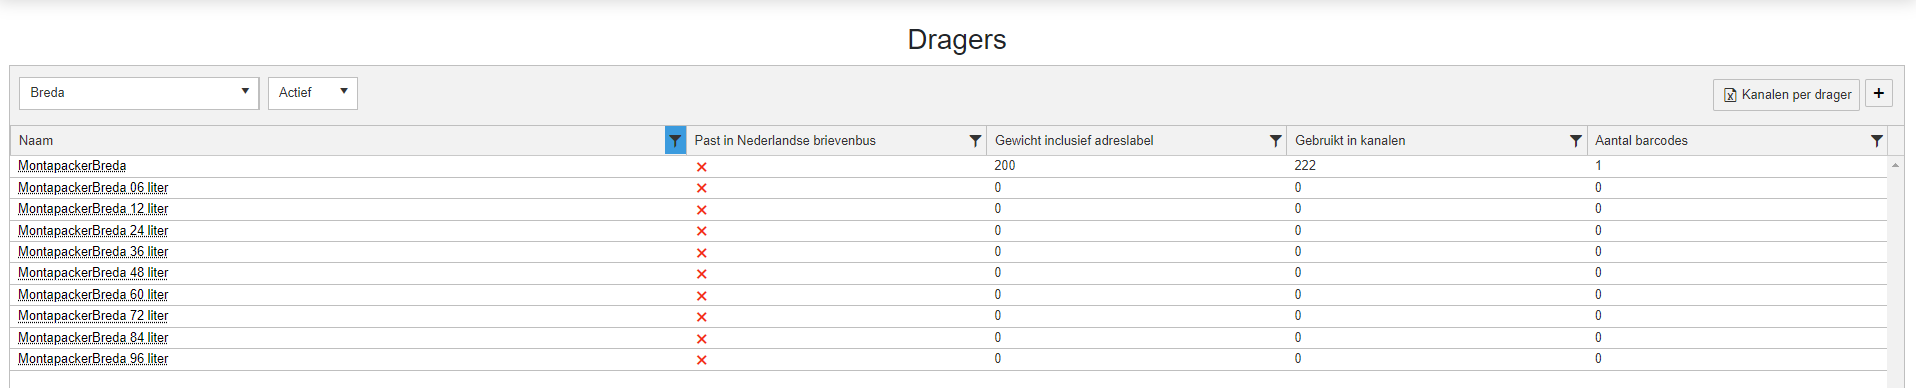 Dragers
Breda Actief Kanalen per drager +
Naam Past in Nederlandse brievenbus Gewicht inclusief adreslabel Gebruikt in kanalen Aantal barcodes
MontapackerBreda 200 222 1
MontapackerBreda 06 liter 0 0 0
MontapackerBreda 12 liter 0 0 0
MontapackerBreda 24 liter 0 0 0
MontapackerBreda 36 liter 0 0 0
MontapackerBreda 48 liter 0 0 0
MontapackerBreda 60 liter 0 0 0
MontapackerBreda 72 liter 0 0 0
MontapackerBreda 84 liter 0 0 0
MontapackerBreda 96 liter 0 0 0